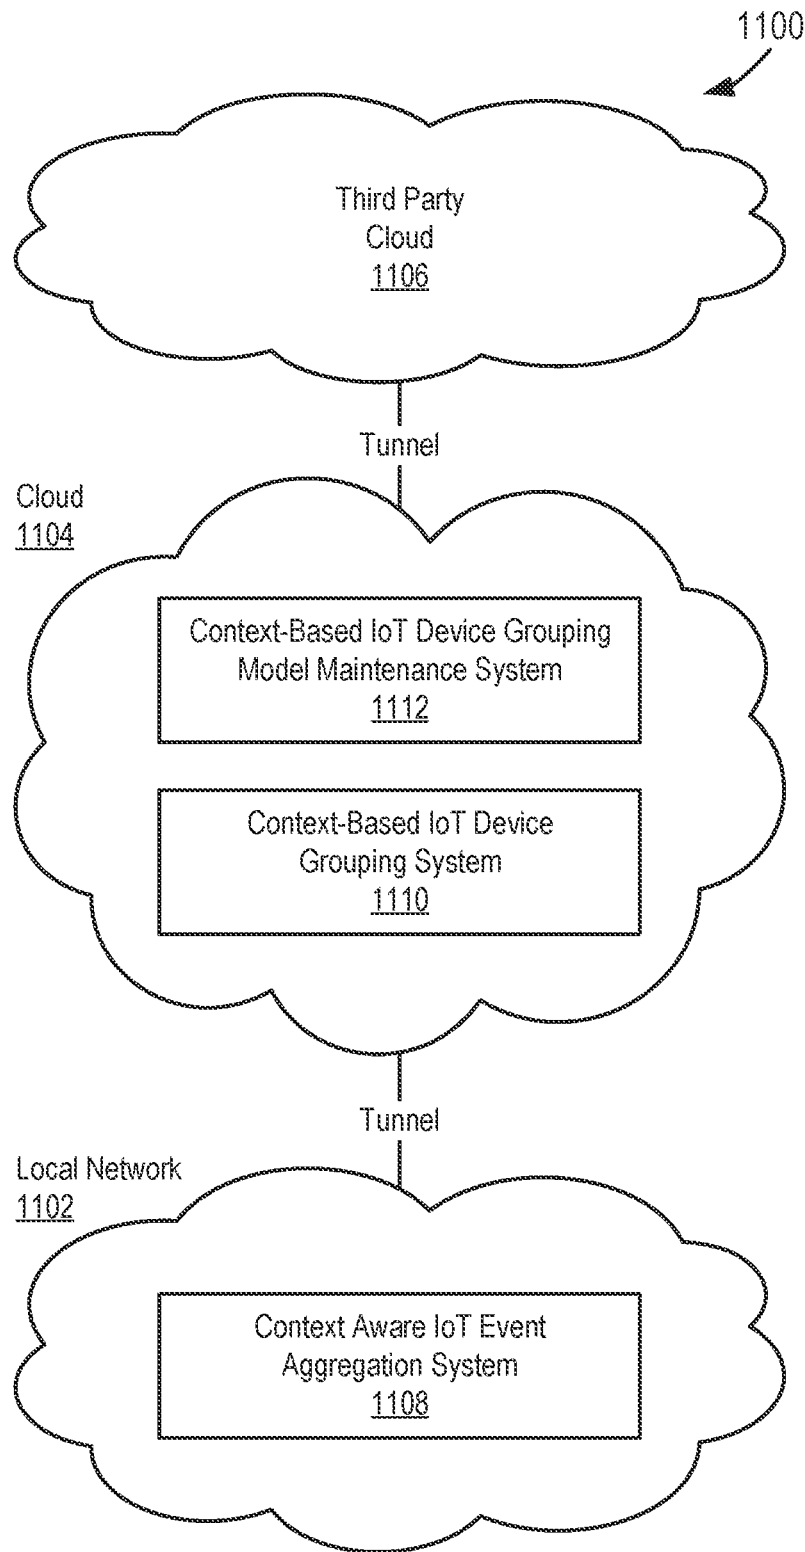 1100
Third Party
Cloud
1106
Tunnel
Cloud
1104
Context-Based IoT Device Grouping
Model Maintenance System
1112
Context-Based IoT Device
Grouping System
1110
Tunnel
Local Network
1102
Context Aware IoT Event
Aggregation System
1108